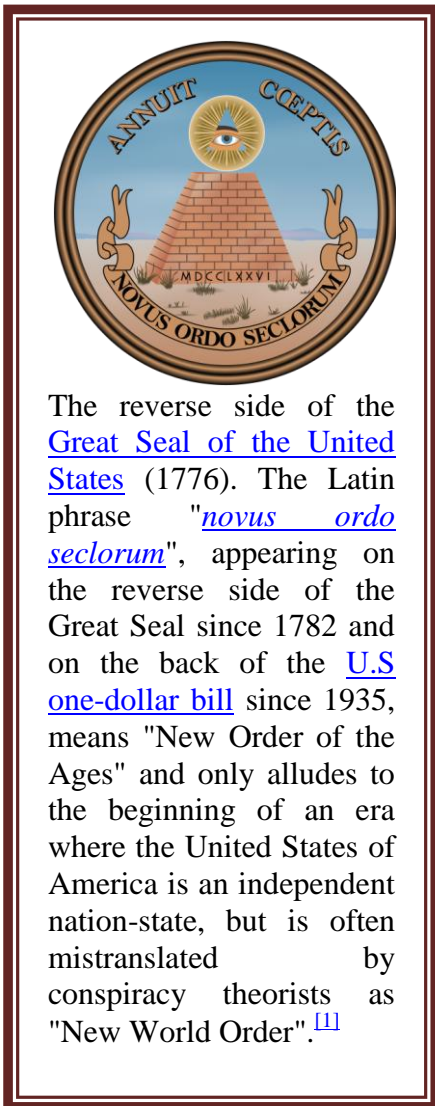 ANNUIT CŒPTIS
MDCCLXXVI
NOVUS ORDO SECLORUM
The reverse side of the
Great Seal of the United
States (1776). The Latin
phrase "novus ordo
seclorum", appearing on
the reverse side of the
Great Seal since 1782 and
on the back of the U.S
one-dollar bill since 1935,
means "New Order of the
Ages" and only alludes to
the beginning of an era
where the United States of
America is an independent
nation-state, but is often
mistranslated by
conspiracy theorists as
"New World Order".[1]